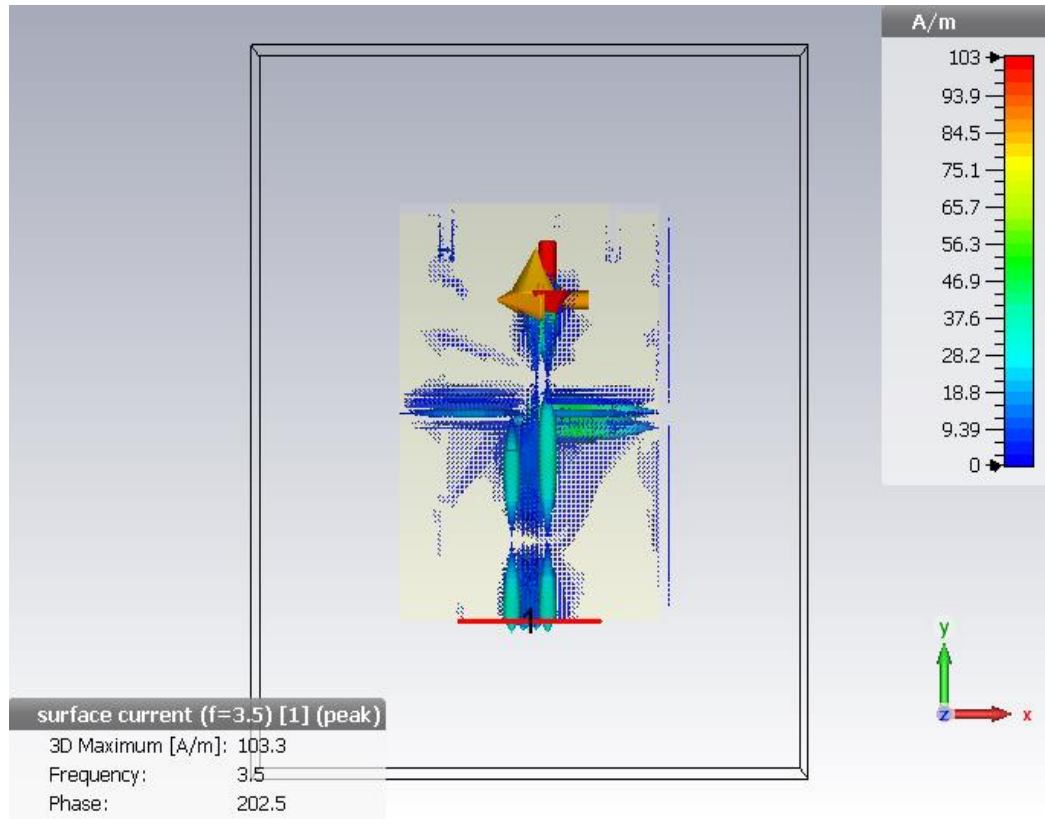 A/m
103
93.9
84.5
75.1
65.7
56.3
46.9
37.6
28.2
18.8
9.39
0
1
y
z x
surface current (f=3.5) [1] (peak)
3D Maximum [A/m]: 103.3
Frequency: 3.5
Phase: 202.5